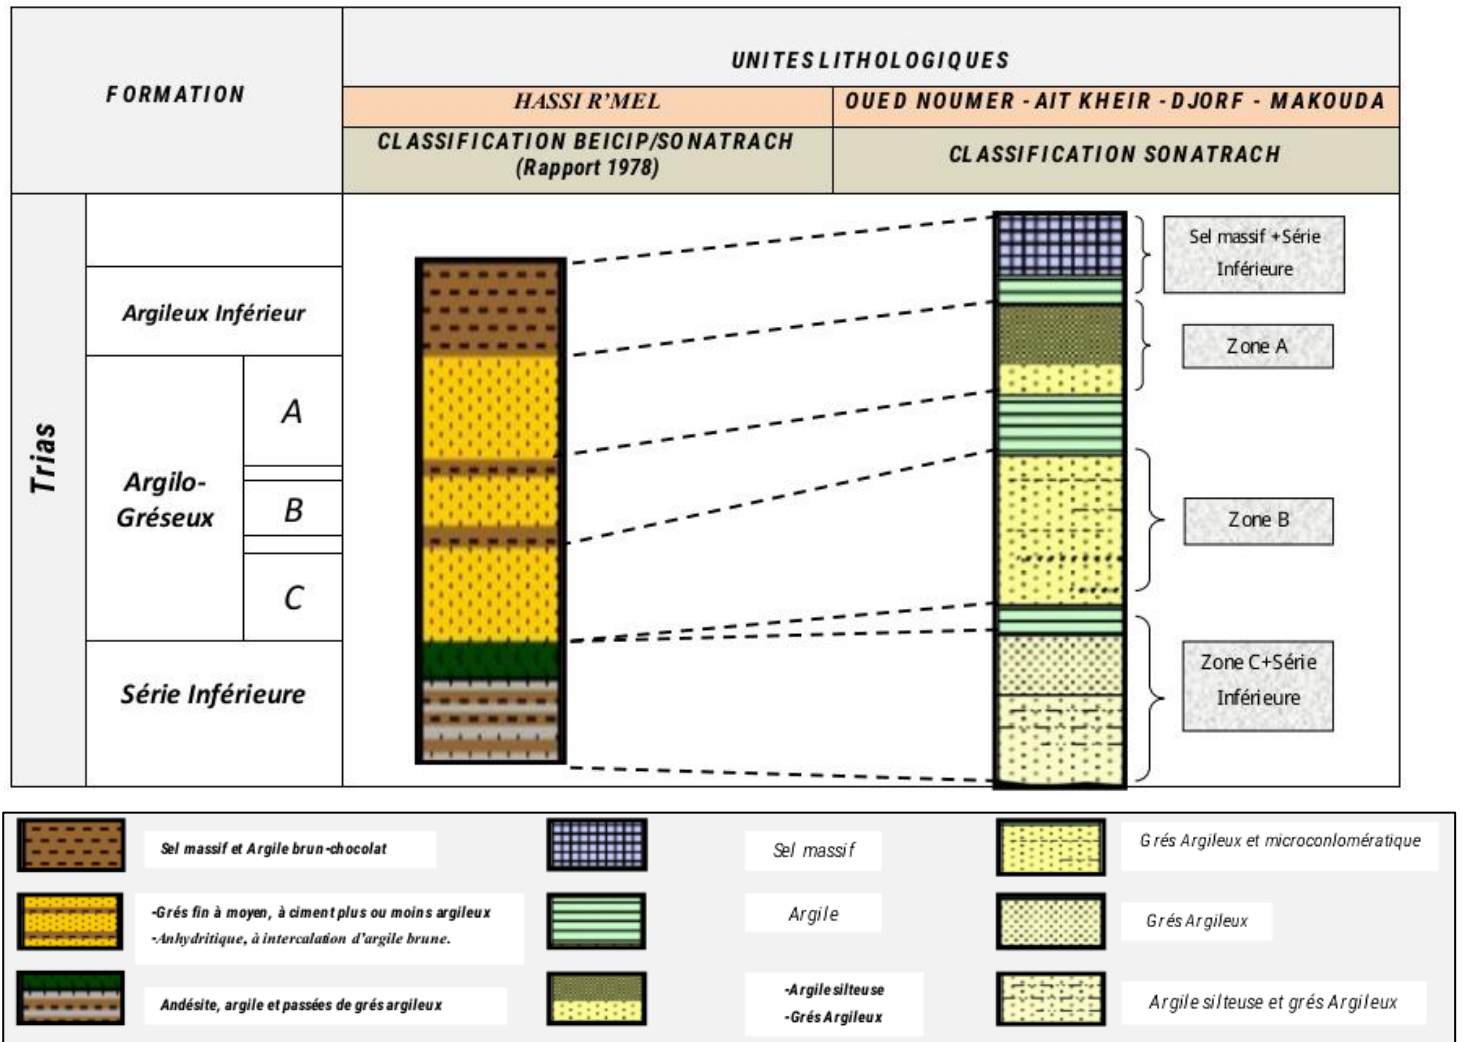 FORMATION
UNITES LITHOLOGIQUES
HASSI R’MEL
OUED NOUMER - AIT KHEIR - DJORF - MAKOUDA
CLASSIFICATION BEICIP/SONATRACH
(Rapport 1978)
CLASSIFICATION SONATRACH
Trias
Argileux Inférieur
Argilo-
Gréseux
A
B
C
Série Inférieure
Sel massif +Série
Inférieure
Zone A
Zone B
Zone C+Série
Inférieure
Sel massif et Argile brun-chocolat
-Grés fin à moyen, à ciment plus ou moins argileux
-Anhydritique, à intercalation d’argile brune.
Andésite, argile et passées de grés argileux
Sel massif
Argile
-Argile silteuse
-Grés Argileux
Grés Argileux et microconlomératique
Grés Argileux
Argile silteuse et grés Argileux